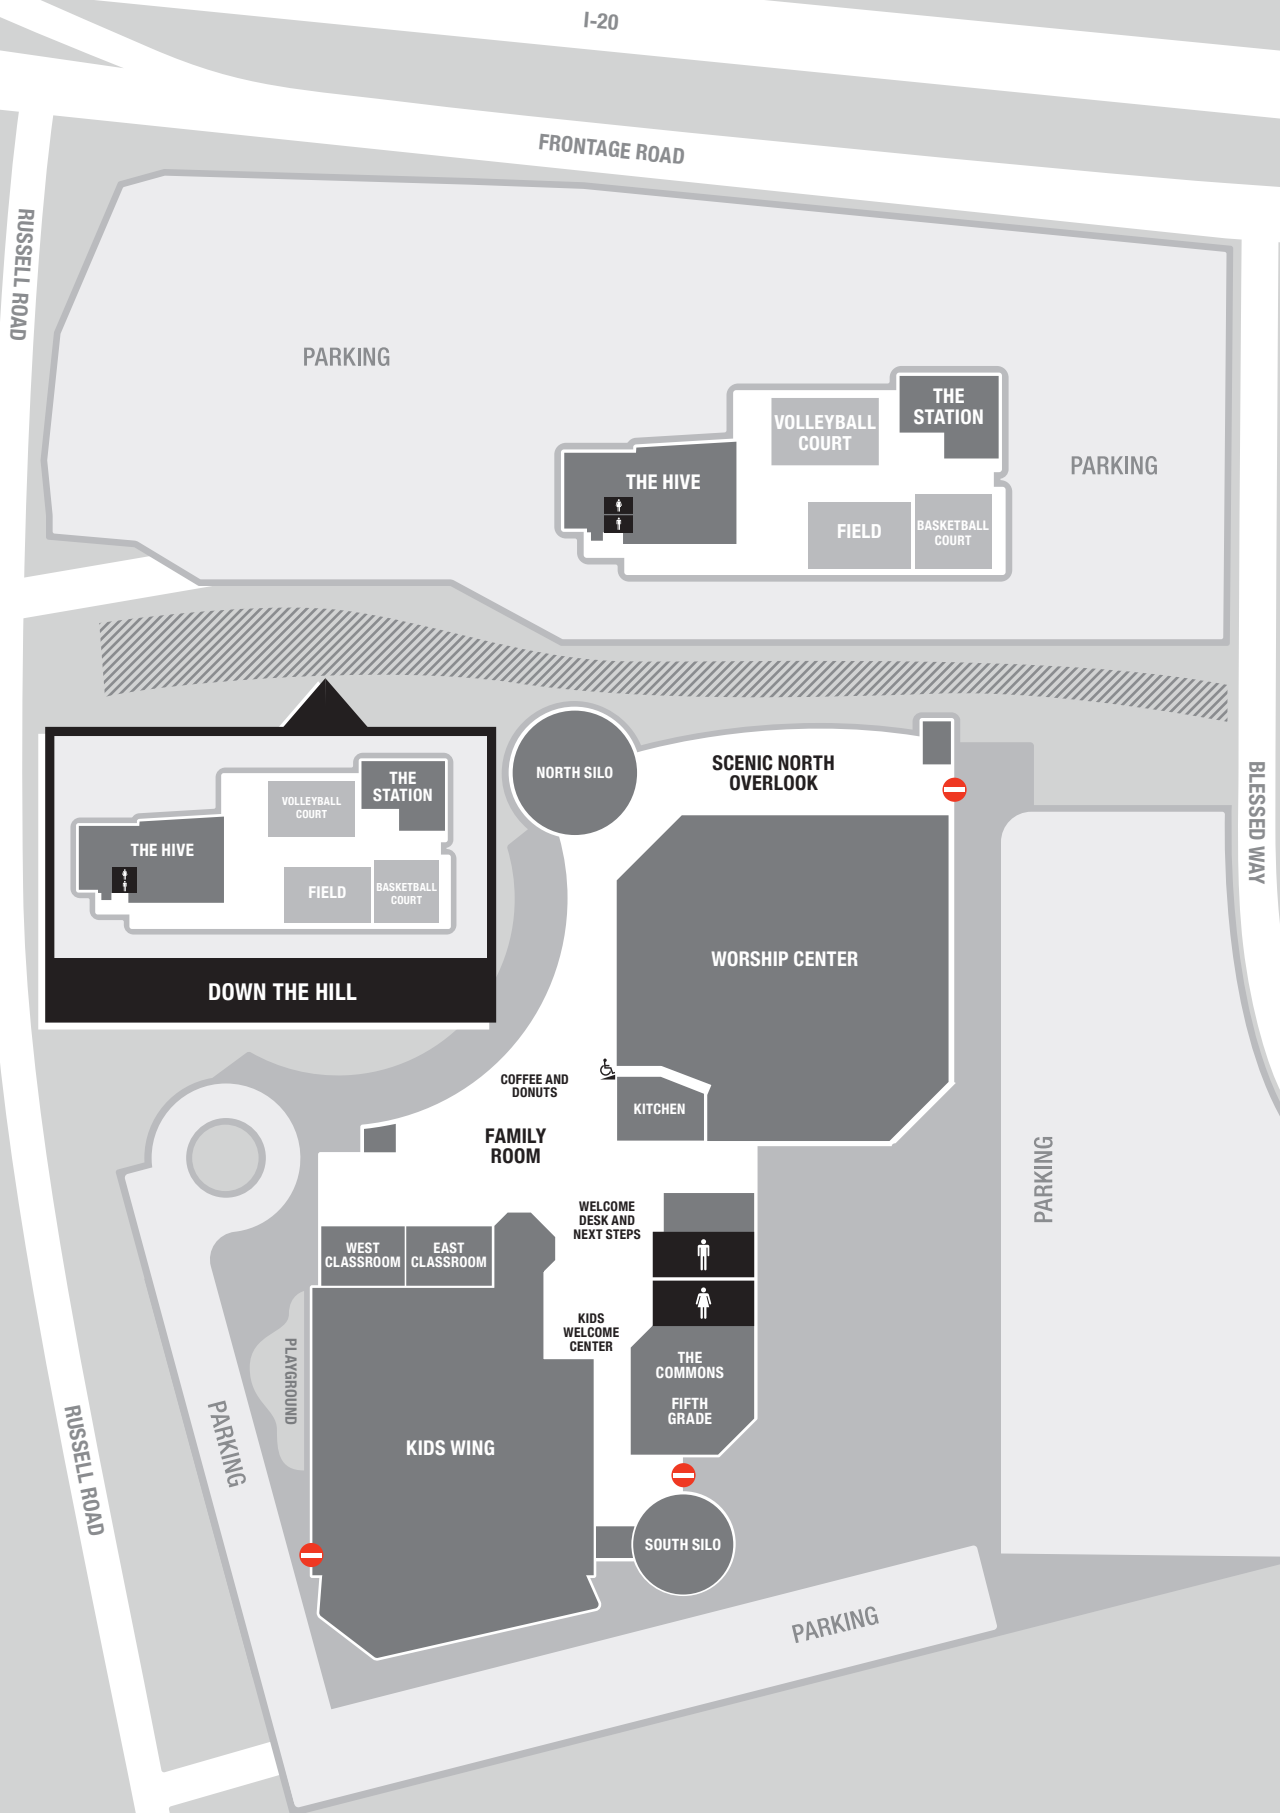 I-20
FRONTAGE ROAD
RUSSELL ROAD
PARKING
THE
STATION
VOLLEYBALL
COURT
PARKING
THE HIVE
FIELD
BASKETBALL
COURT
THE
STATION
VOLLEYBALL
COURT
THE HIVE
FIELD
BASKETBALL
COURT
DOWN THE HILL
NORTH SILO
SCENIC NORTH
OVERLOOK
BLESSED WAY
WORSHIP CENTER
COFFEE AND
DONUTS
KITCHEN
FAMILY
ROOM
PARKING
WELCOME
DESK AND
NEXT STEPS
WEST
CLASSROOM
EAST
CLASSROOM
KIDS
WELCOME
CENTER
PLAYGROUND
THE
COMMONS
FIFTH
GRADE
PARKING
RUSSELL ROAD
KIDS WING
SOUTH SILO
PARKING